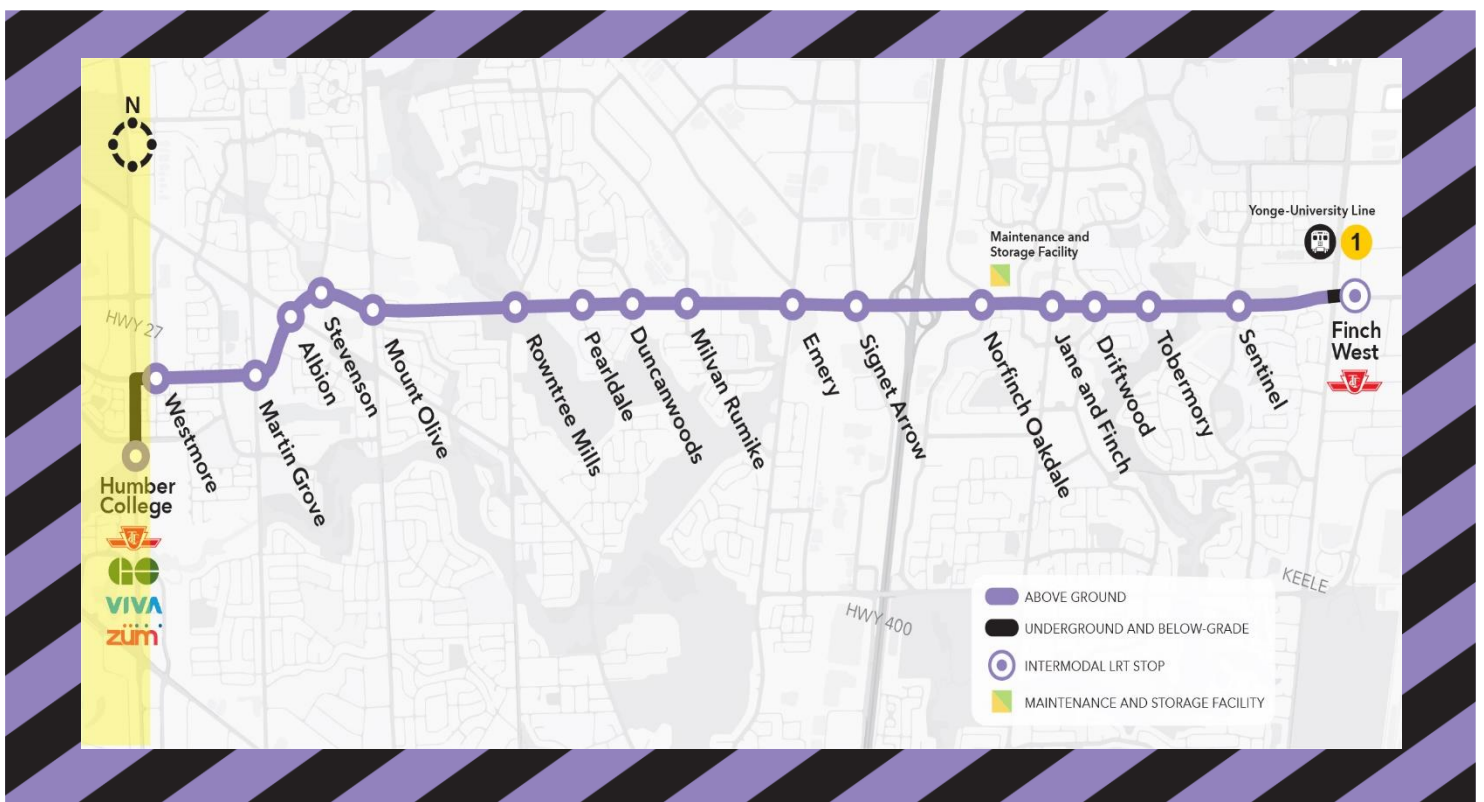 N
HWY 27
Westmore
Humber
College
GO
VIVA
züm
Martin Grove
Albion
Stevenson
Mount Olive
Rowntree Mills
Pearldale
Duncanwoods
Milvan Rumike
Emery
Signet Arrow
Maintenance and
Storage Facility
Norfinch Oakdale
Jane and Finch
Driftwood
Tobermory
Sentinel
Yonge-University Line
1
Finch
West
HWY 400
KEELE
ABOVE GROUND
UNDERGROUND AND BELOW-GRADE
INTERMODAL LRT STOP
MAINTENANCE AND STORAGE FACILITY